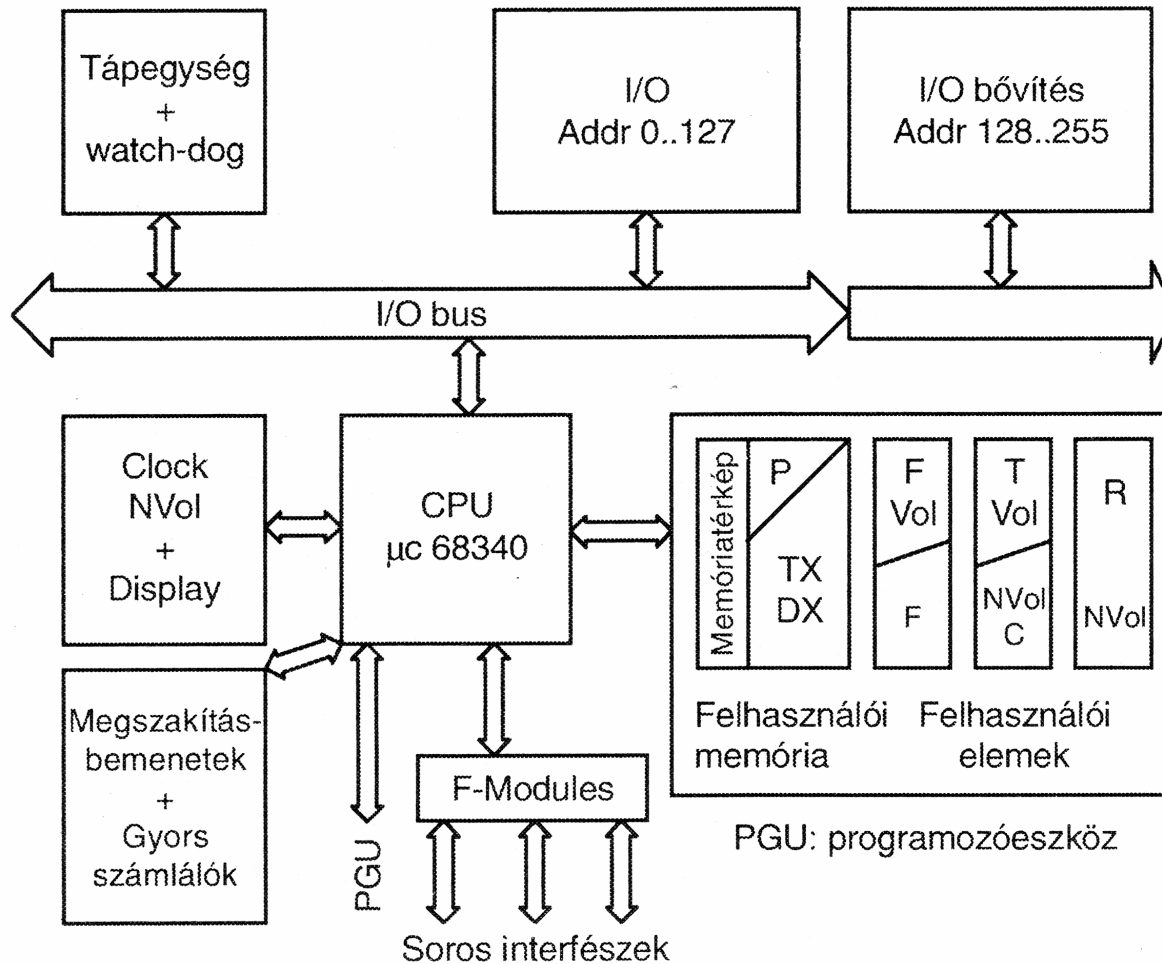 Tápegység
+
watch-dog
I/O
Addr 0..127
I/O bővítés
Addr 128..255
I/O bus
Clock
NVol
+
Display
CPU
μc 68340
Memóriatérkép
P
TX
DX
F
Vol
F
T
Vol
NVol
C
R
NVol
Felhasználói
memória
Felhasználói
elemek
Megszakítás-
bemenetek
+
Gyors
számlálók
PGU
F-Modules
PGU: programozóeszköz
Soros interfészek